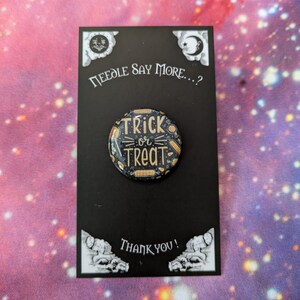 Needle Say More...?
TRICK
or
TREAT
Thank you!